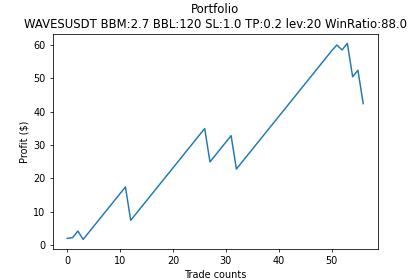 Portfolio
WAVESUSDT BBM:2.7 BBL:120 SL:1.0 TP:0.2 lev:20 WinRatio:88.0
60
50
40
30
20
10
0
Profit ($)
0 10 20 30 40 50
Trade counts